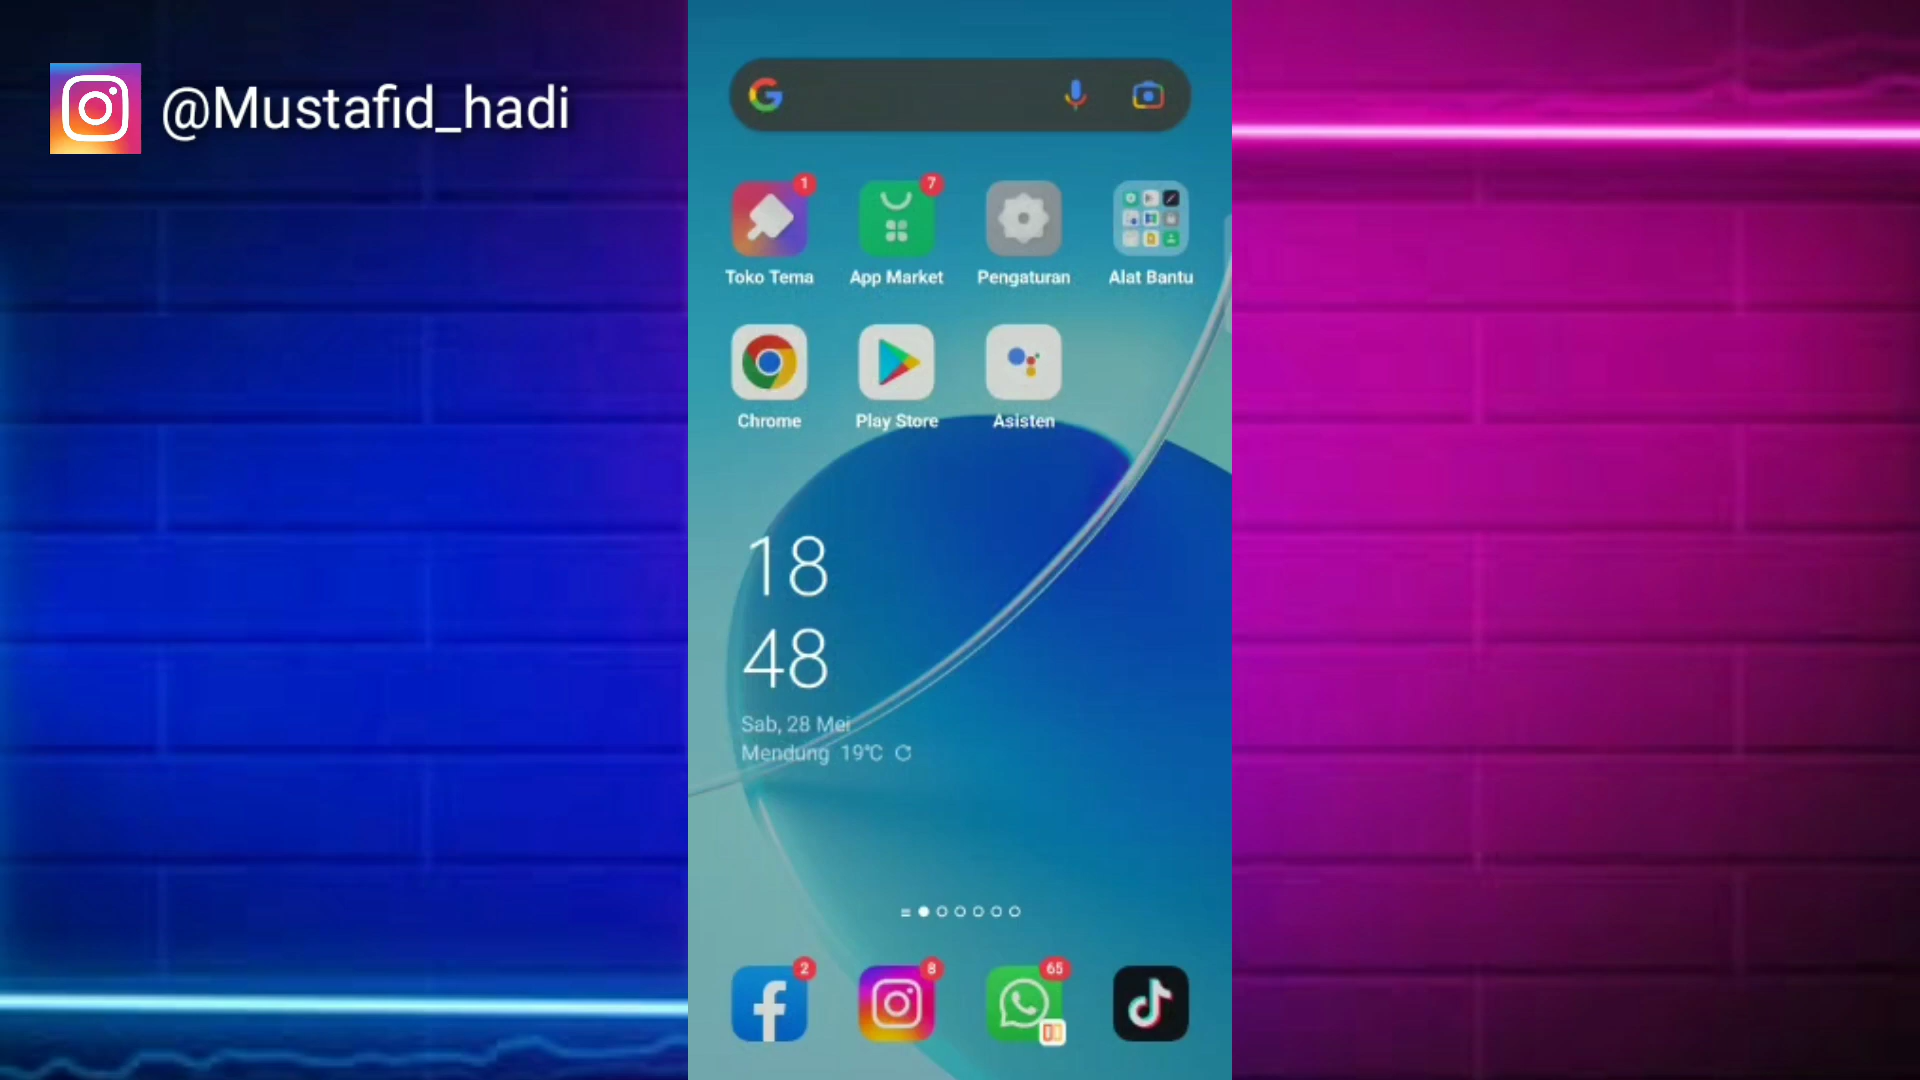 @Mustafid_hadi
1
7
Toko Tema
App Market
Pengaturan
Alat Bantu
Chrome
Play Store
Asisten
18
48
Sab, 28 Mei
Mendung 19°C
2
8
65